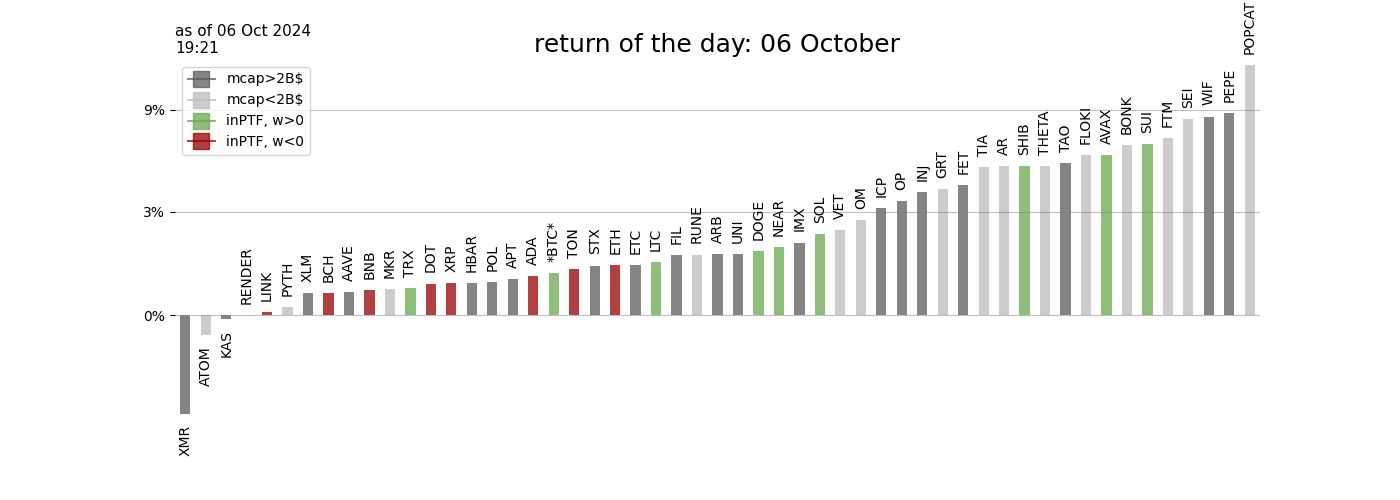 as of 06 Oct 2024
19:21
return of the day: 06 October
mcap>2B$
mcap<2B$
inPTF, w>0
inPTF, w<0
9%
3%
0%
XMR
ATOM
KAS
RENDER
LINK
PYTH
XLM
BCH
AAVE
BNB
MKR
TRX
DOT
XRP
HBAR
POL
APT
ADA
*BTC*
TON
STX
ETH
ETC
LTC
FIL
RUNE
ARB
UNI
DOGE
NEAR
IMX
SOL
VET
OM
ICP
OP
INJ
GRT
FET
TIA
AR
SHIB
THETA
TAO
FLOKI
AVAX
BONK
SUI
FTM
SEI
WIF
PEPE
POPCAT